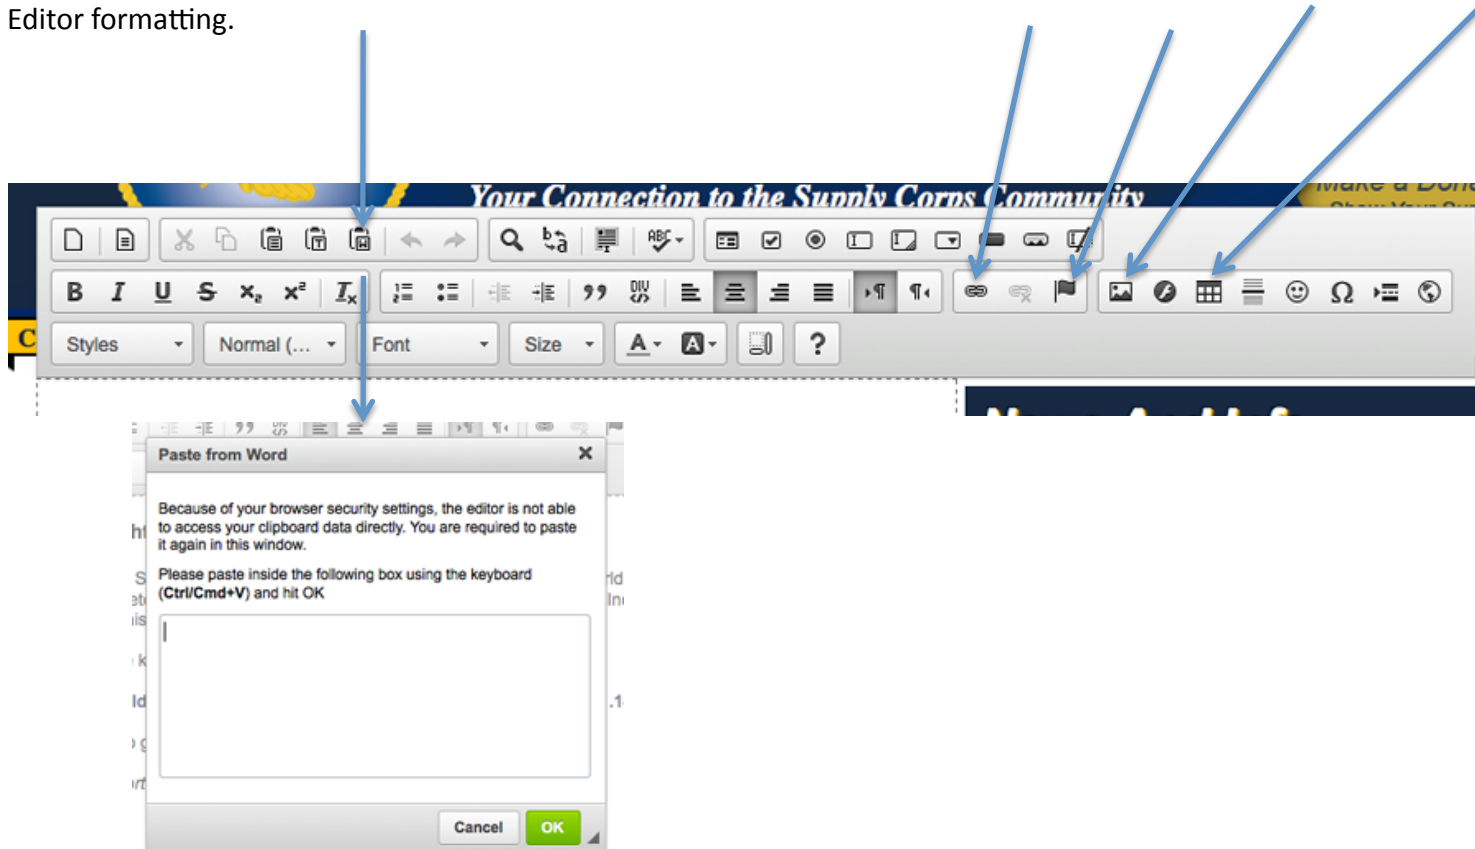 Editor formatting.
Your Connection to the Supply Corps Community
B I U S x₂ x² Iₓ
Styles Normal (... Font Size A A ?
Paste from Word
Because of your browser security settings, the editor is not able
to access your clipboard data directly. You are required to paste
it again in this window.
Please paste inside the following box using the keyboard
(Ctrl/Cmd+V) and hit OK
Cancel OK